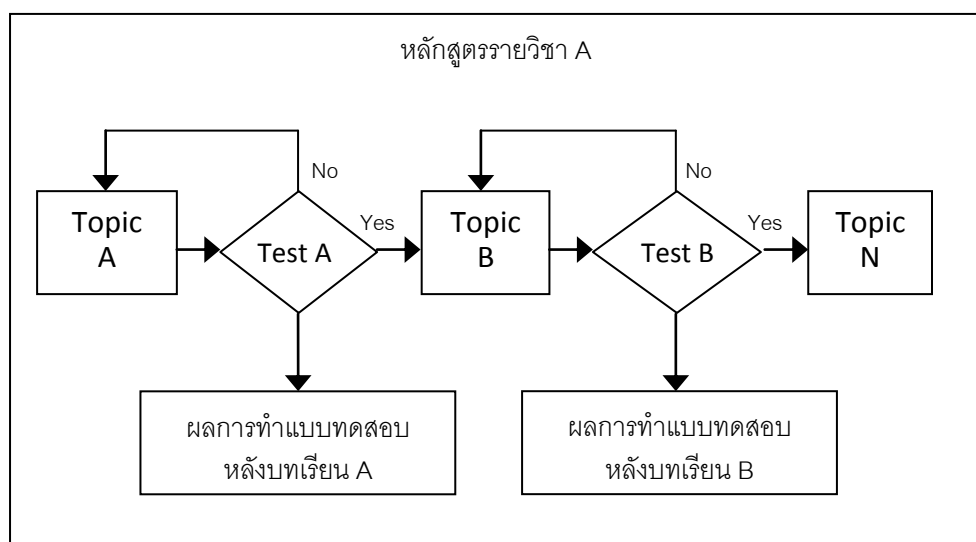 หลักสูตรรายวิชา A
No
No
Topic
A
Test A
Yes
Topic
B
Test B
Yes
Topic
N
ผลการทำแบบทดสอบ
หลังบทเรียน A
ผลการทำแบบทดสอบ
หลังบทเรียน B